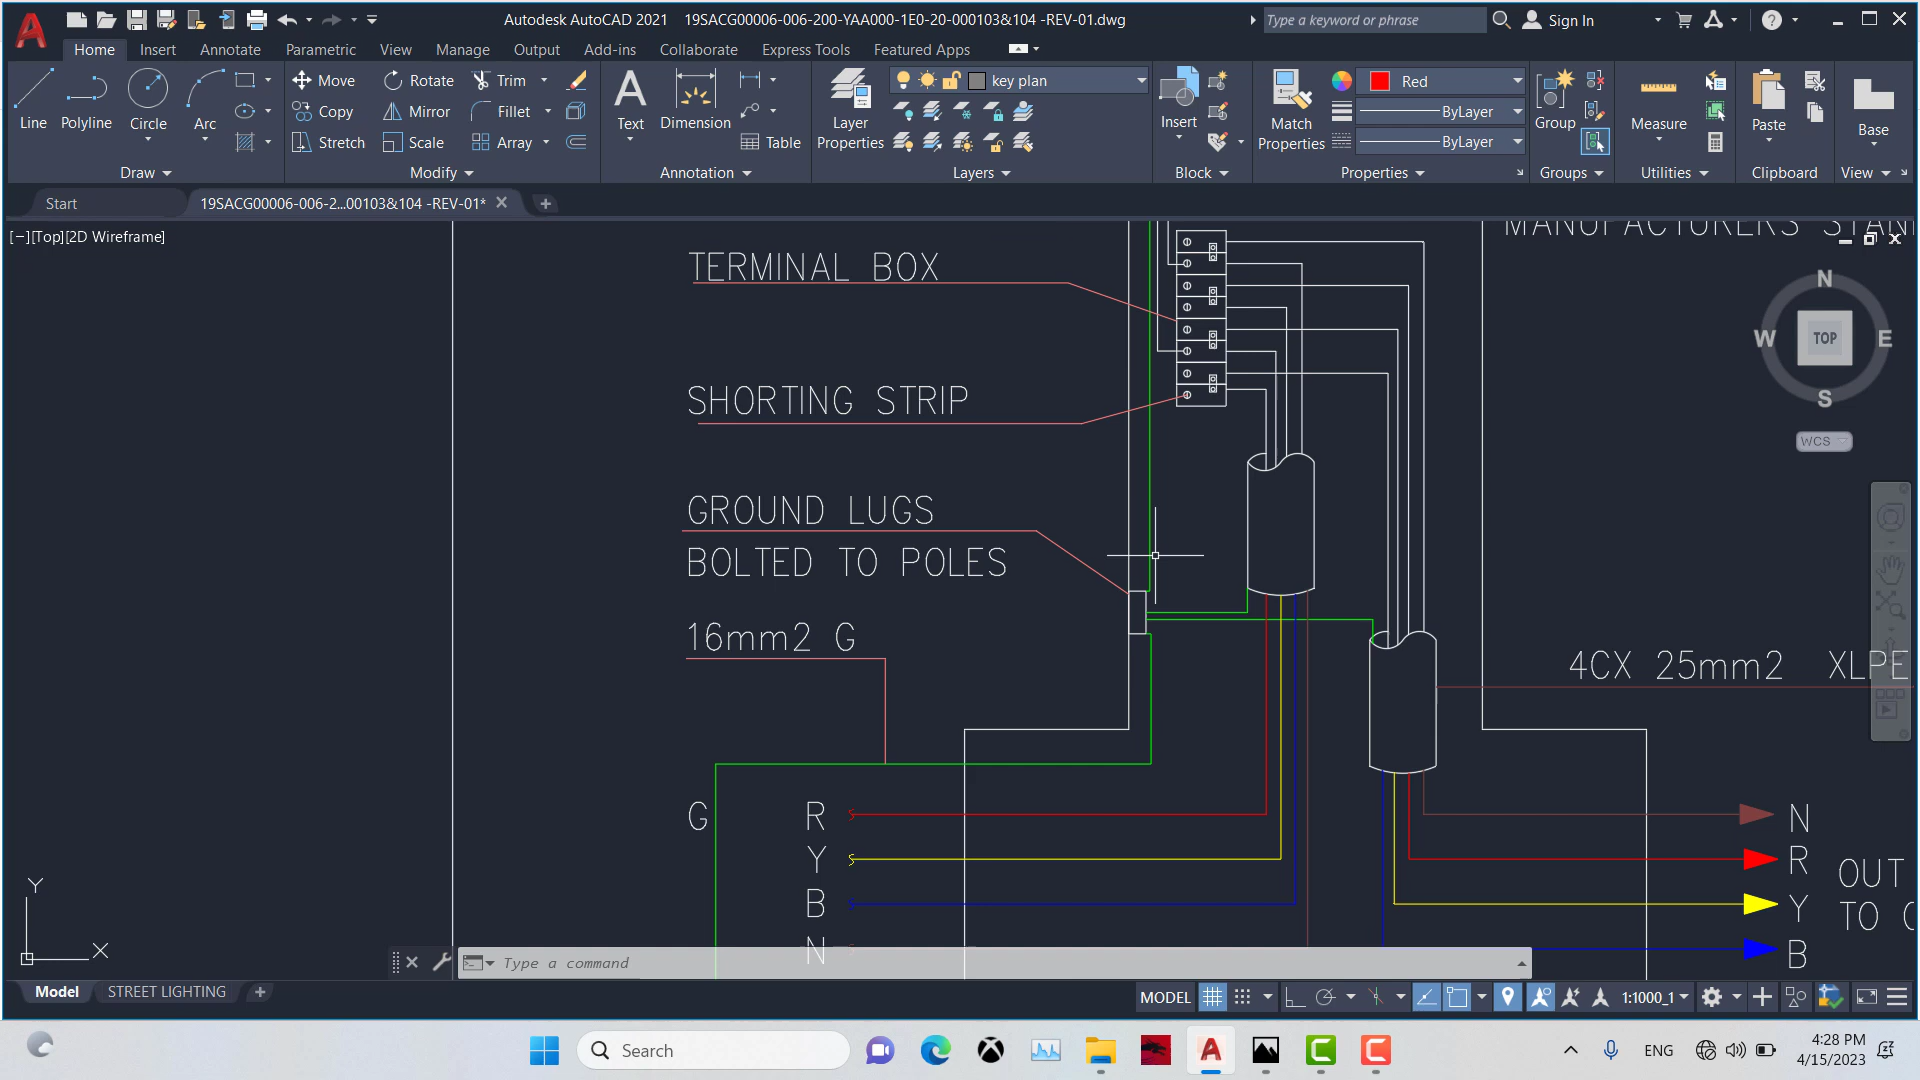 Autodesk AutoCAD 2021 19SACG00006-006-200-YAA000-1E0-20-000103&104 -REV-01.dwg
Type a keyword or phrase
Sign In
Home Insert Annotate Parametric View Manage Output Add-ins Collaborate Express Tools Featured Apps
Line Polyline Circle Arc
Move Rotate Trim
Copy Mirror Fillet
Stretch Scale Array
Text Dimension Table
Layer Properties
key plan
Insert
Match Properties
Red
ByLayer
ByLayer
Group
Measure
Paste
Base
Draw Modify Annotation Layers Block Properties Groups Utilities Clipboard View
Start
19SACG00006-006-2...00103&104 -REV-01*
[−][Top][2D Wireframe]
MANUFACTURERS STAN
TERMINAL BOX
SHORTING STRIP
GROUND LUGS
BOLTED TO POLES
16mm2 G
4CX 25mm2 XLPE
N
W TOP E
S
WCS
G R
Y
B
N
N
R
Y
B
OUT
TO
Y
X
Type a command
Model STREET LIGHTING
MODEL
1:1000_1
Search
ENG
4:28 PM
4/15/2023